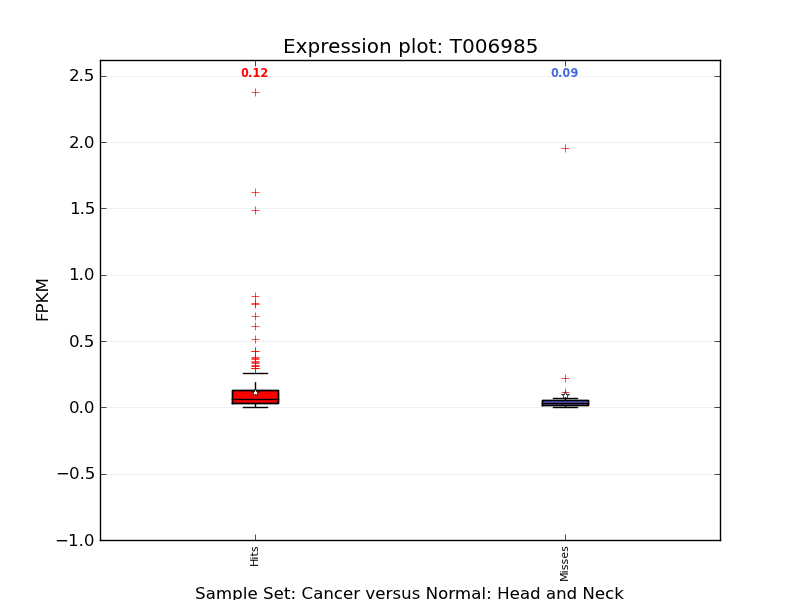 Expression plot: T006985
0.12
0.09
2.5
2.0
1.5
1.0
0.5
0.0
−0.5
−1.0
FPKM
Hits
Misses
Sample Set: Cancer versus Normal: Head and Neck